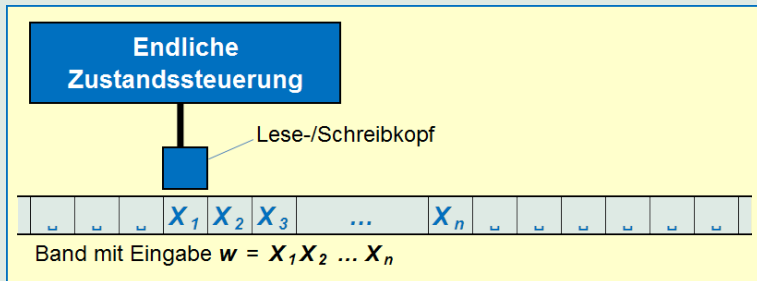 Endliche
Zustandssteuerung
Lese-/Schreibkopf
␣ ␣ ␣ X₁ X₂ X₃ ... Xₙ ␣ ␣ ␣ ␣ ␣ ␣
Band mit Eingabe w = X₁X₂ ... Xₙ